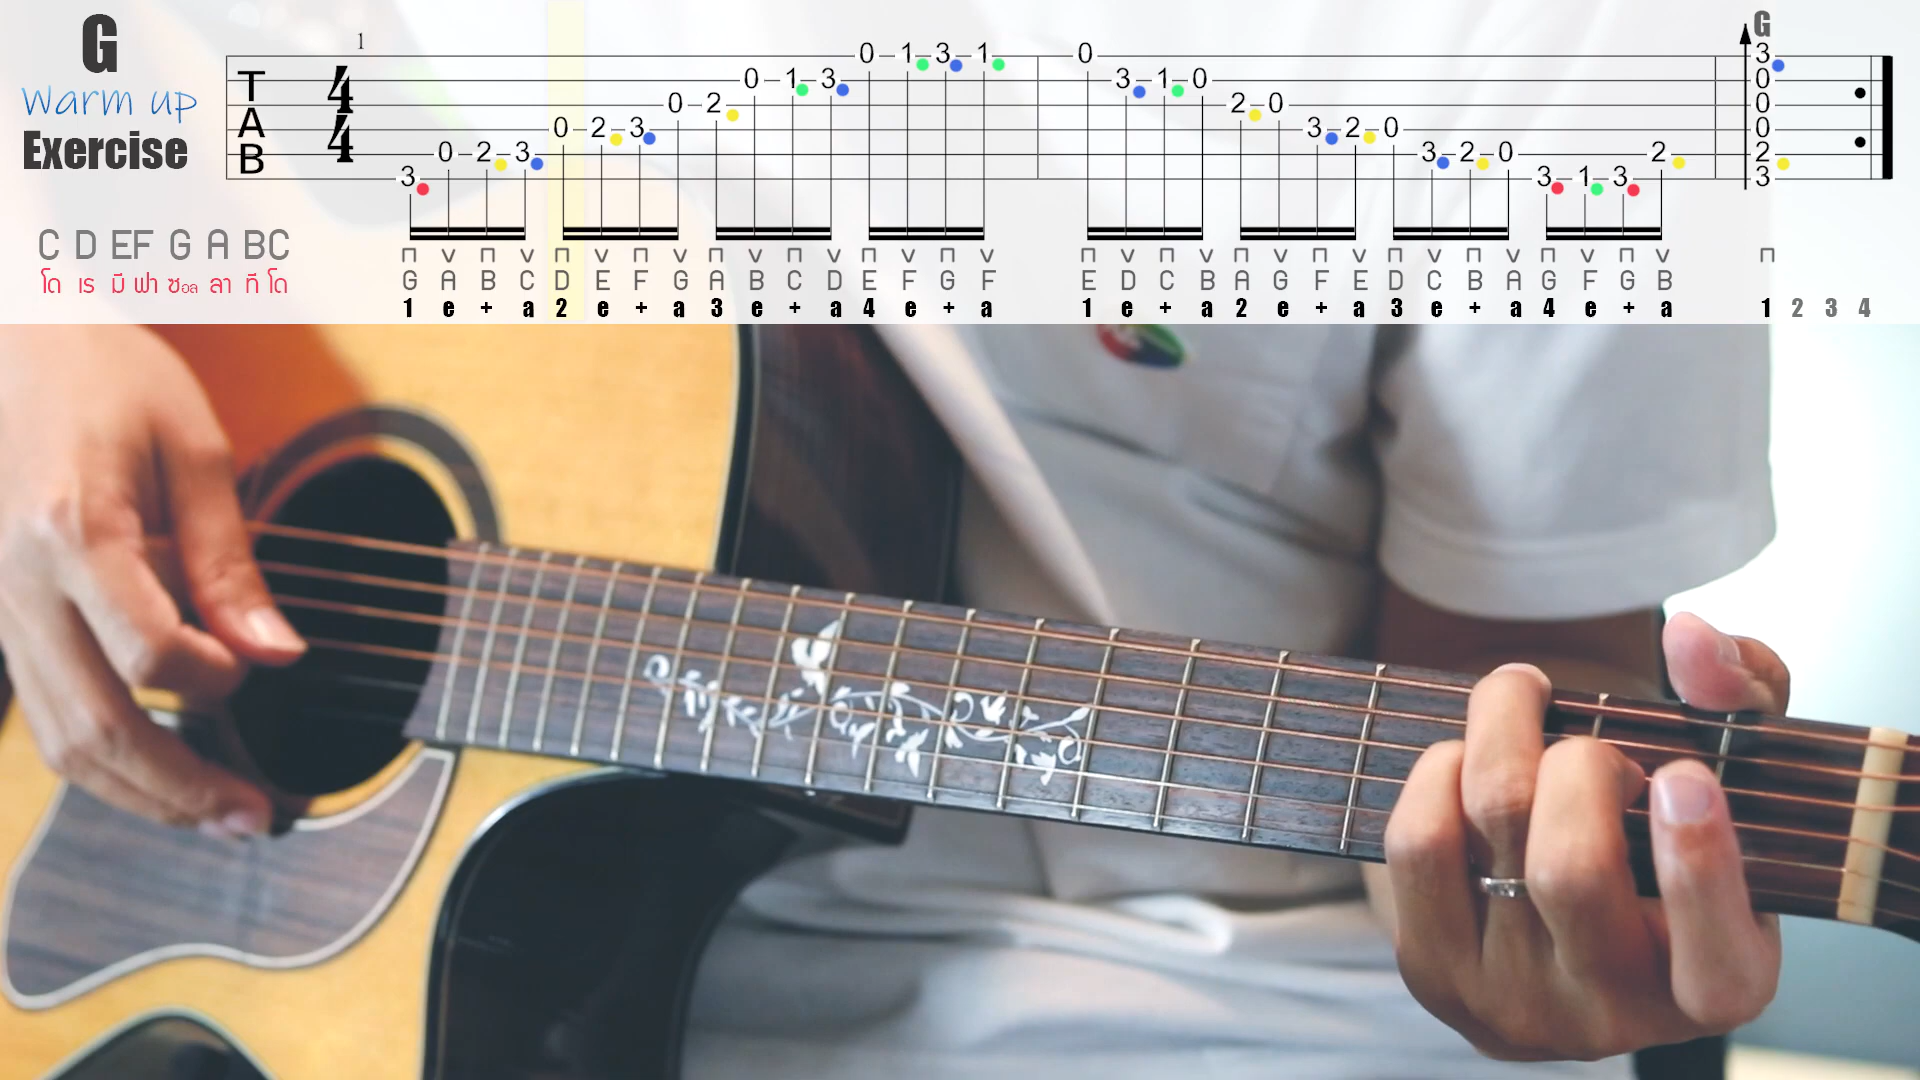 G
Warm up
Exercise
C D EF G A BC
โด เร มี ฟา ซอล ลา ที โด
1
G
T
A
B
4
4
0 1 3 1 0 3
0 1 3 3 1 0 0
0 2 2 0 0
0 2 3 3 2 0 0
0 2 3 3 2 0 2 2
3 3 1 3 3
G A B C D E F G A B C D E F G F E D C B A G F E D C B A G F G B
1 e + a 2 e + a 3 e + a 4 e + a 1 e + a 2 e + a 3 e + a 4 e + a 1 2 3 4